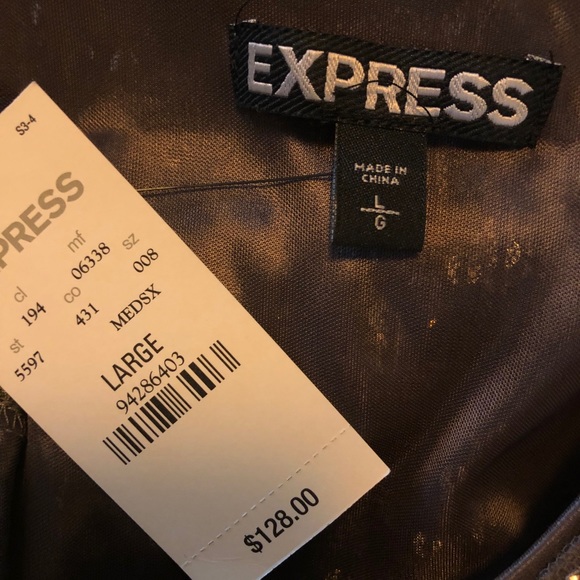 EXPRESS
MADE IN
CHINA
L
G
S3-4
PRESS
mf
06338
sz
008
cl
194
co
431
MEDSX
st
5597
LARGE
94286403
$128.00